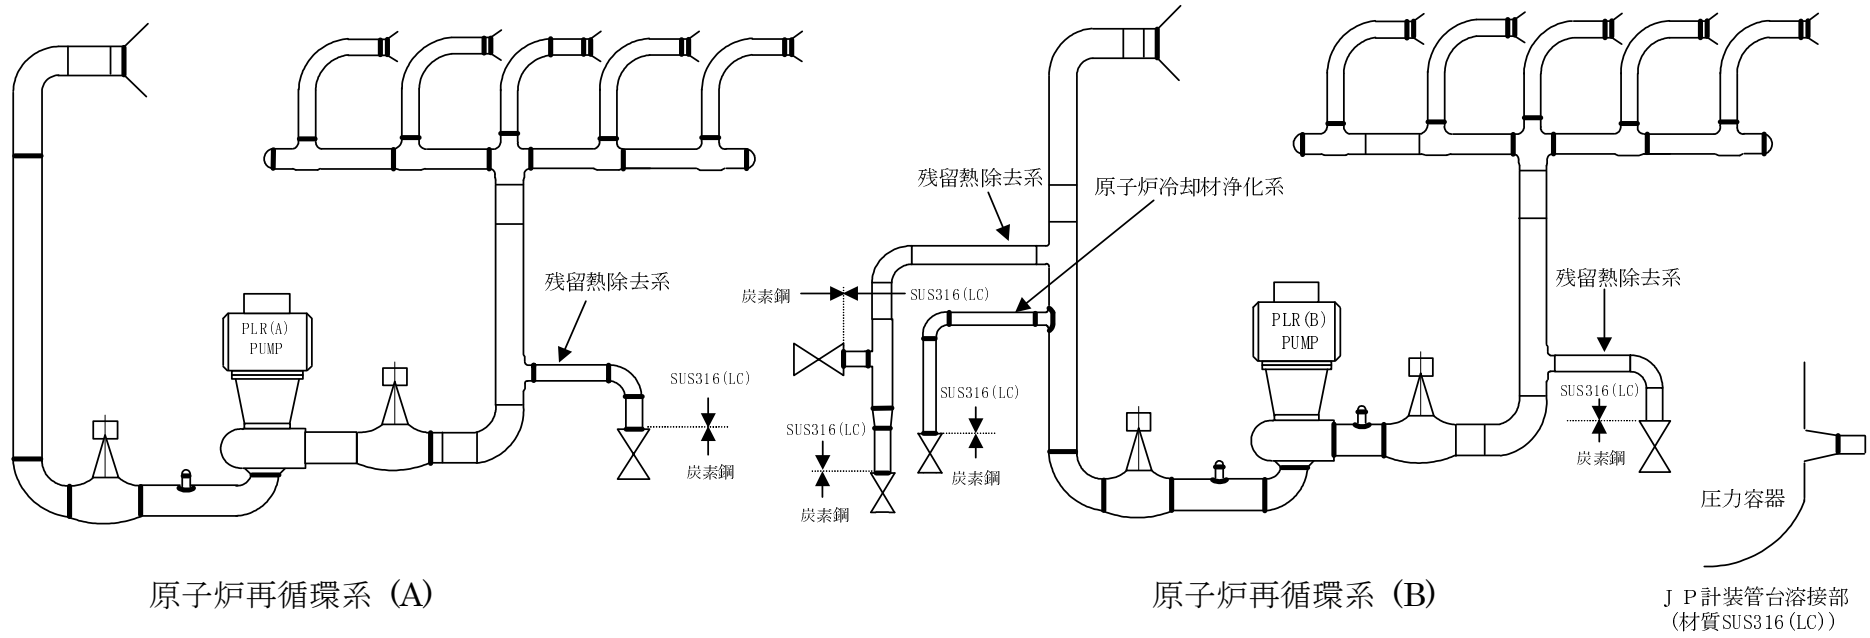 残留熱除去系
PLR(A)
PUMP
SUS316(LC)
炭素鋼
原子炉再循環系 (A)
残留熱除去系
原子炉冷却材浄化系
炭素鋼
SUS316(LC)
SUS316(LC)
炭素鋼
SUS316(LC)
炭素鋼
PLR(B)
PUMP
残留熱除去系
SUS316(LC)
炭素鋼
原子炉再循環系 (B)
圧力容器
JP計装管台溶接部
(材質SUS316(LC))